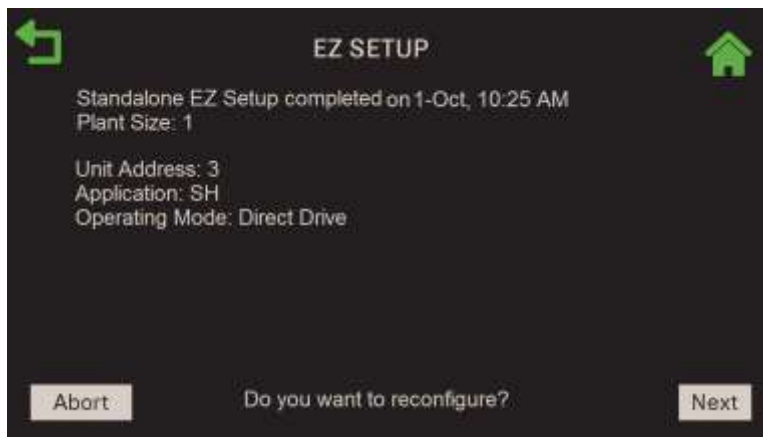 EZ SETUP
Standalone EZ Setup completed on 1-Oct, 10:25 AM
Plant Size: 1
Unit Address: 3
Application: SH
Operating Mode: Direct Drive
Abort
Do you want to reconfigure?
Next